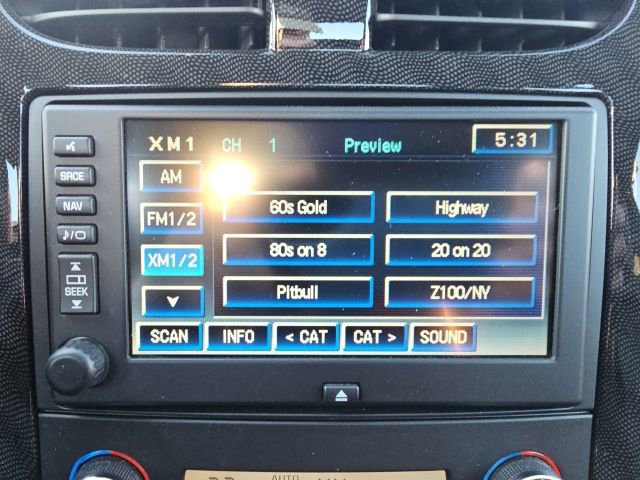 XM1 CH 1 Preview 5:31
SRCE AM
60s Gold Highway
NAV FM1/2
80s on 8 20 on 20
XM1/2
SEEK Pitbull Z100/NY
SCAN INFO < CAT CAT > SOUND
AUTO